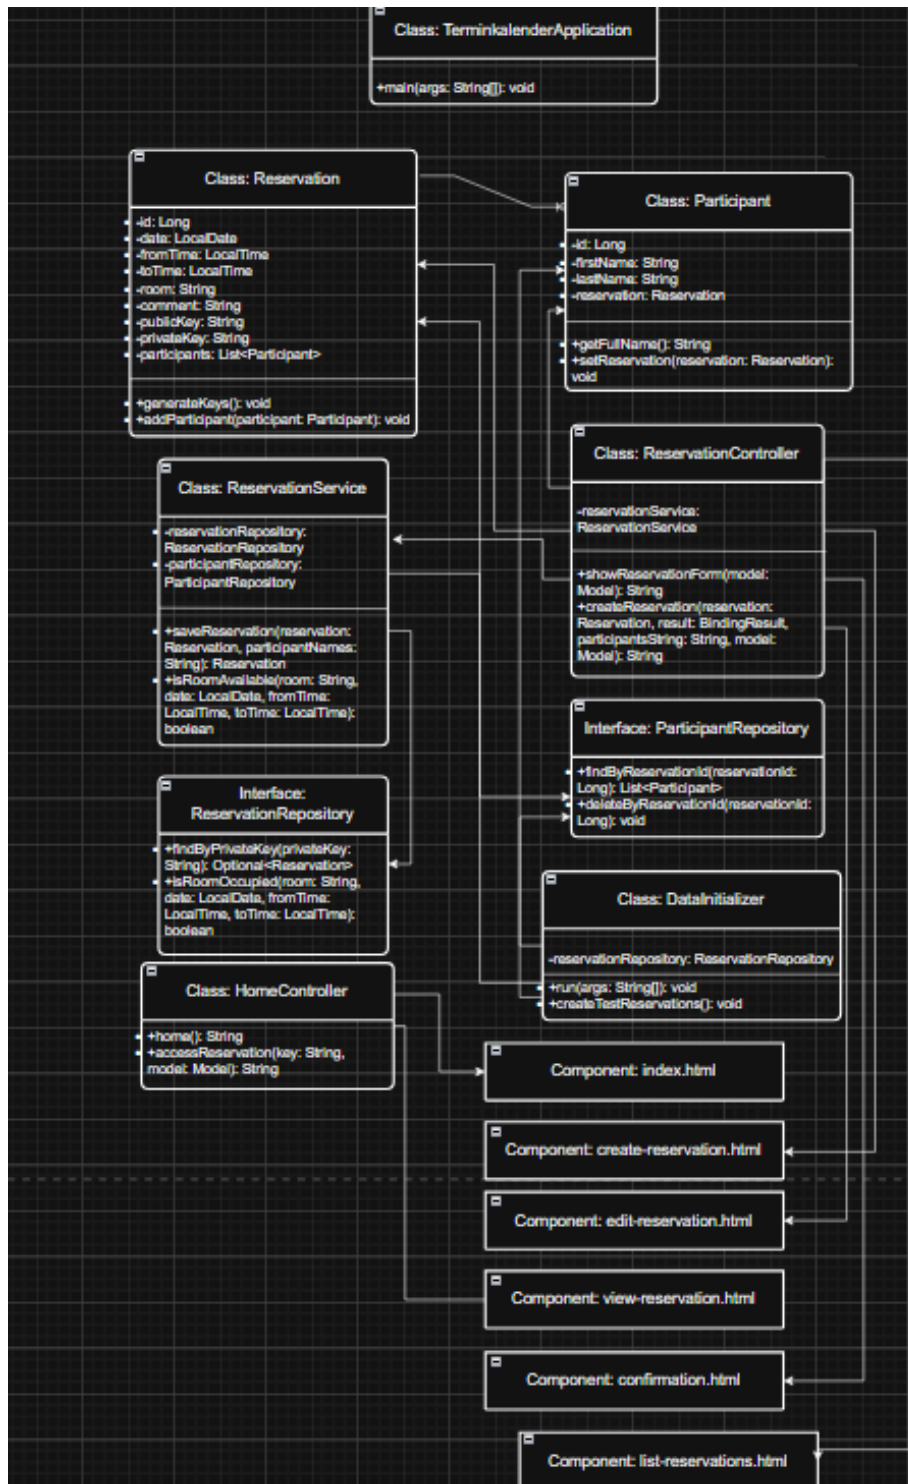 Class: TerminkalenderApplication
+main(args: String[]): void
Class: Reservation
-id: Long
-date: LocalDate
-fromTime: LocalTime
-toTime: LocalTime
-room: String
-comment: String
-publicKey: String
-privateKey: String
-participants: List<Participant>
+generateKeys(): void
+addParticipant(participant: Participant): void
Class: Participant
-id: Long
-firstName: String
-lastName: String
-reservation: Reservation
+getFullName(): String
+setReservation(reservation: Reservation):
void
Class: ReservationController
-reservationService:
ReservationService
+showReservationForm(model:
Model): String
+createReservation(reservation:
Reservation, result: BindingResult,
participantsString: String, model:
Model): String
Class: ReservationService
-reservationRepository:
ReservationRepository
-participantRepository:
ParticipantRepository
+saveReservation(reservation:
Reservation, participantNames:
String): Reservation
+isRoomAvailable(room: String,
date: LocalDate, fromTime:
LocalTime, toTime: LocalTime):
boolean
Interface: ParticipantRepository
+findByReservationId(reservationId:
Long): List<Participant>
+deleteByReservationId(reservationId:
Long): void
Interface:
ReservationRepository
+findByPrivateKey(privateKey:
String): Optional<Reservation>
+isRoomOccupied(room: String,
date: LocalDate, fromTime:
LocalTime, toTime: LocalTime):
boolean
Class: DataInitializer
-reservationRepository: ReservationRepository
+run(args: String[]): void
+createTestReservations(): void
Class: HomeController
+home(): String
+accessReservation(key: String,
model: Model): String
Component: index.html
Component: create-reservation.html
Component: edit-reservation.html
Component: view-reservation.html
Component: confirmation.html
Component: list-reservations.html